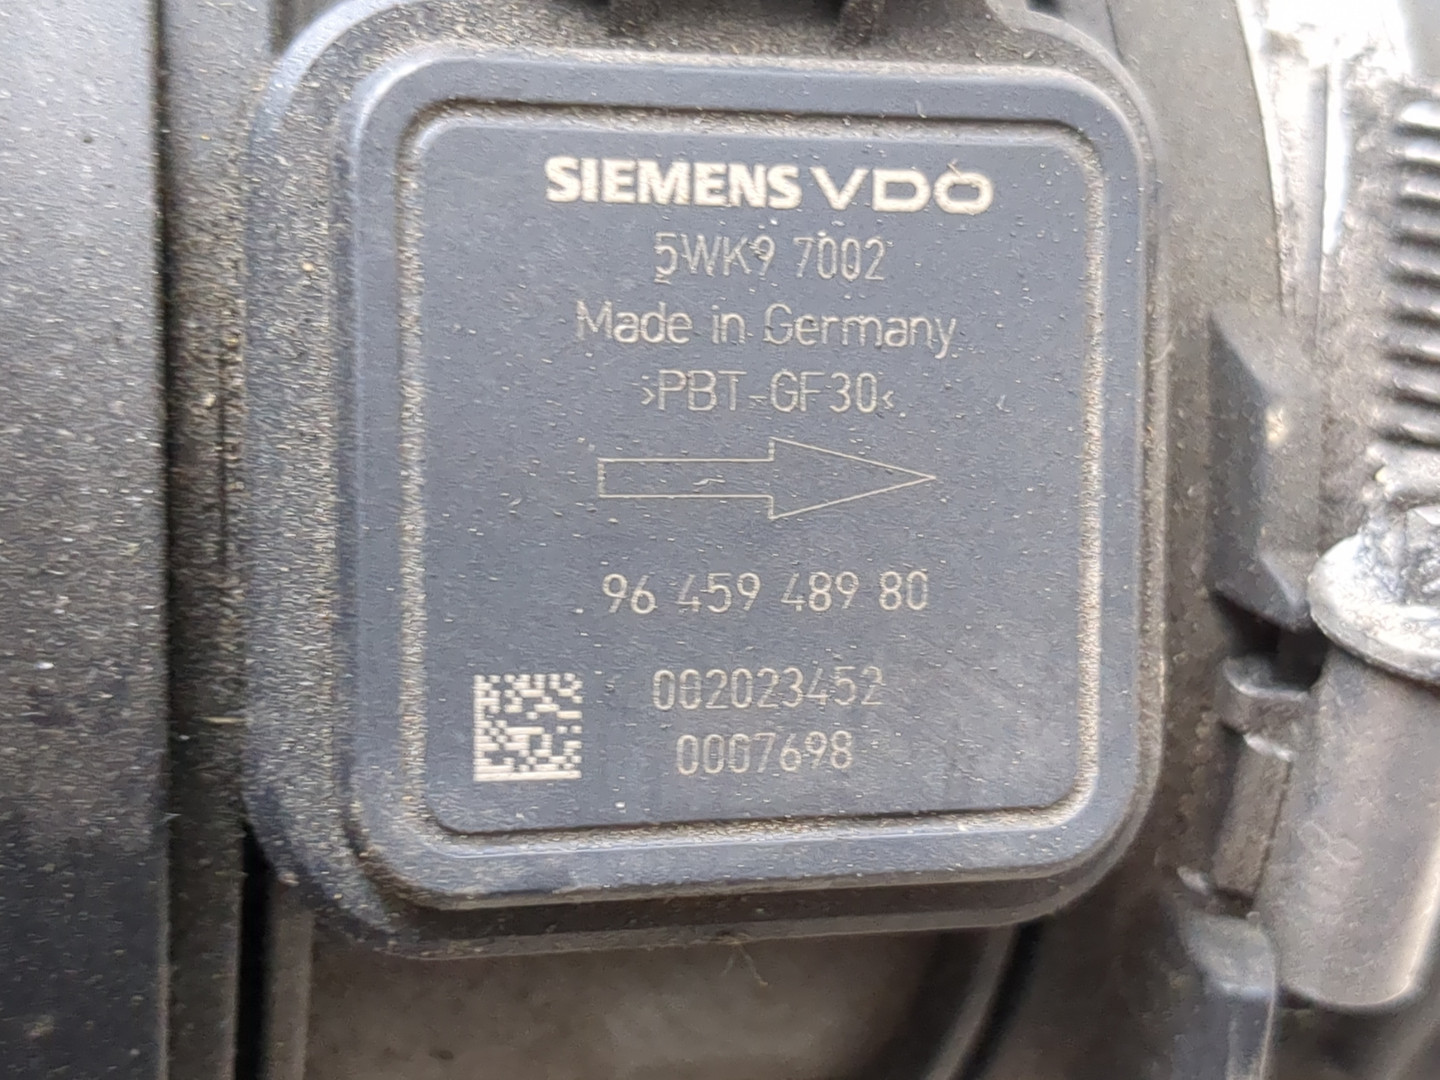 SIEMENS VDO
5WK9 7002
Made in Germany
>PBT-GF30<
96 459 489 80
002023452
0007698